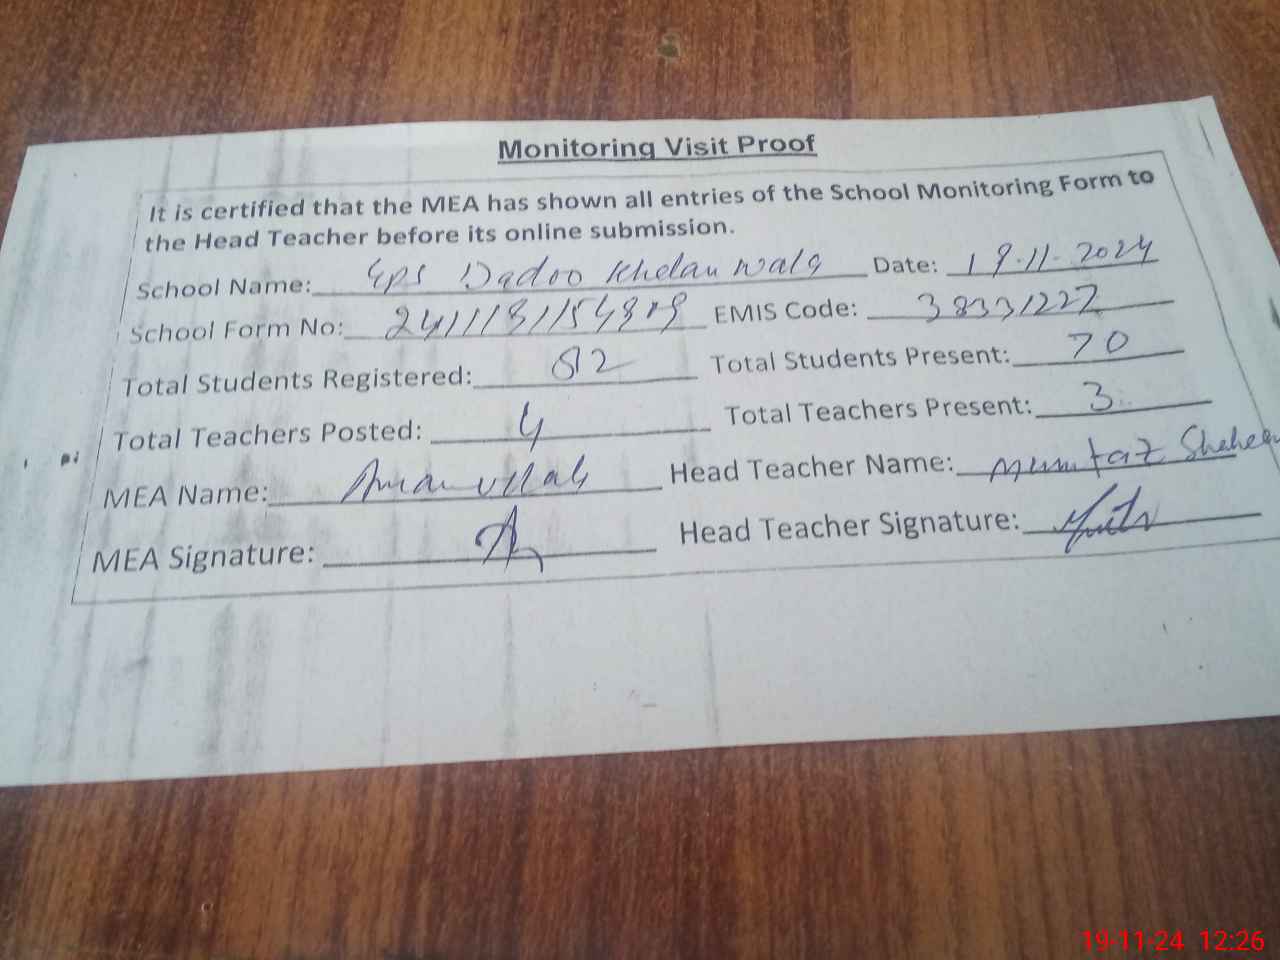 Monitoring Visit Proof
It is certified that the MEA has shown all entries of the School Monitoring Form to
the Head Teacher before its online submission.
School Name: GPS Dadoo Khelan wala Date: 19-11-2024
School Form No: EMIS Code: 38331227
Total Students Registered: 82 Total Students Present: 70
Total Teachers Posted: 4 Total Teachers Present: 3
MEA Name: Amanullah Head Teacher Name: Mumtaz Shaheen
MEA Signature: Head Teacher Signature:
19-11-24 12:26